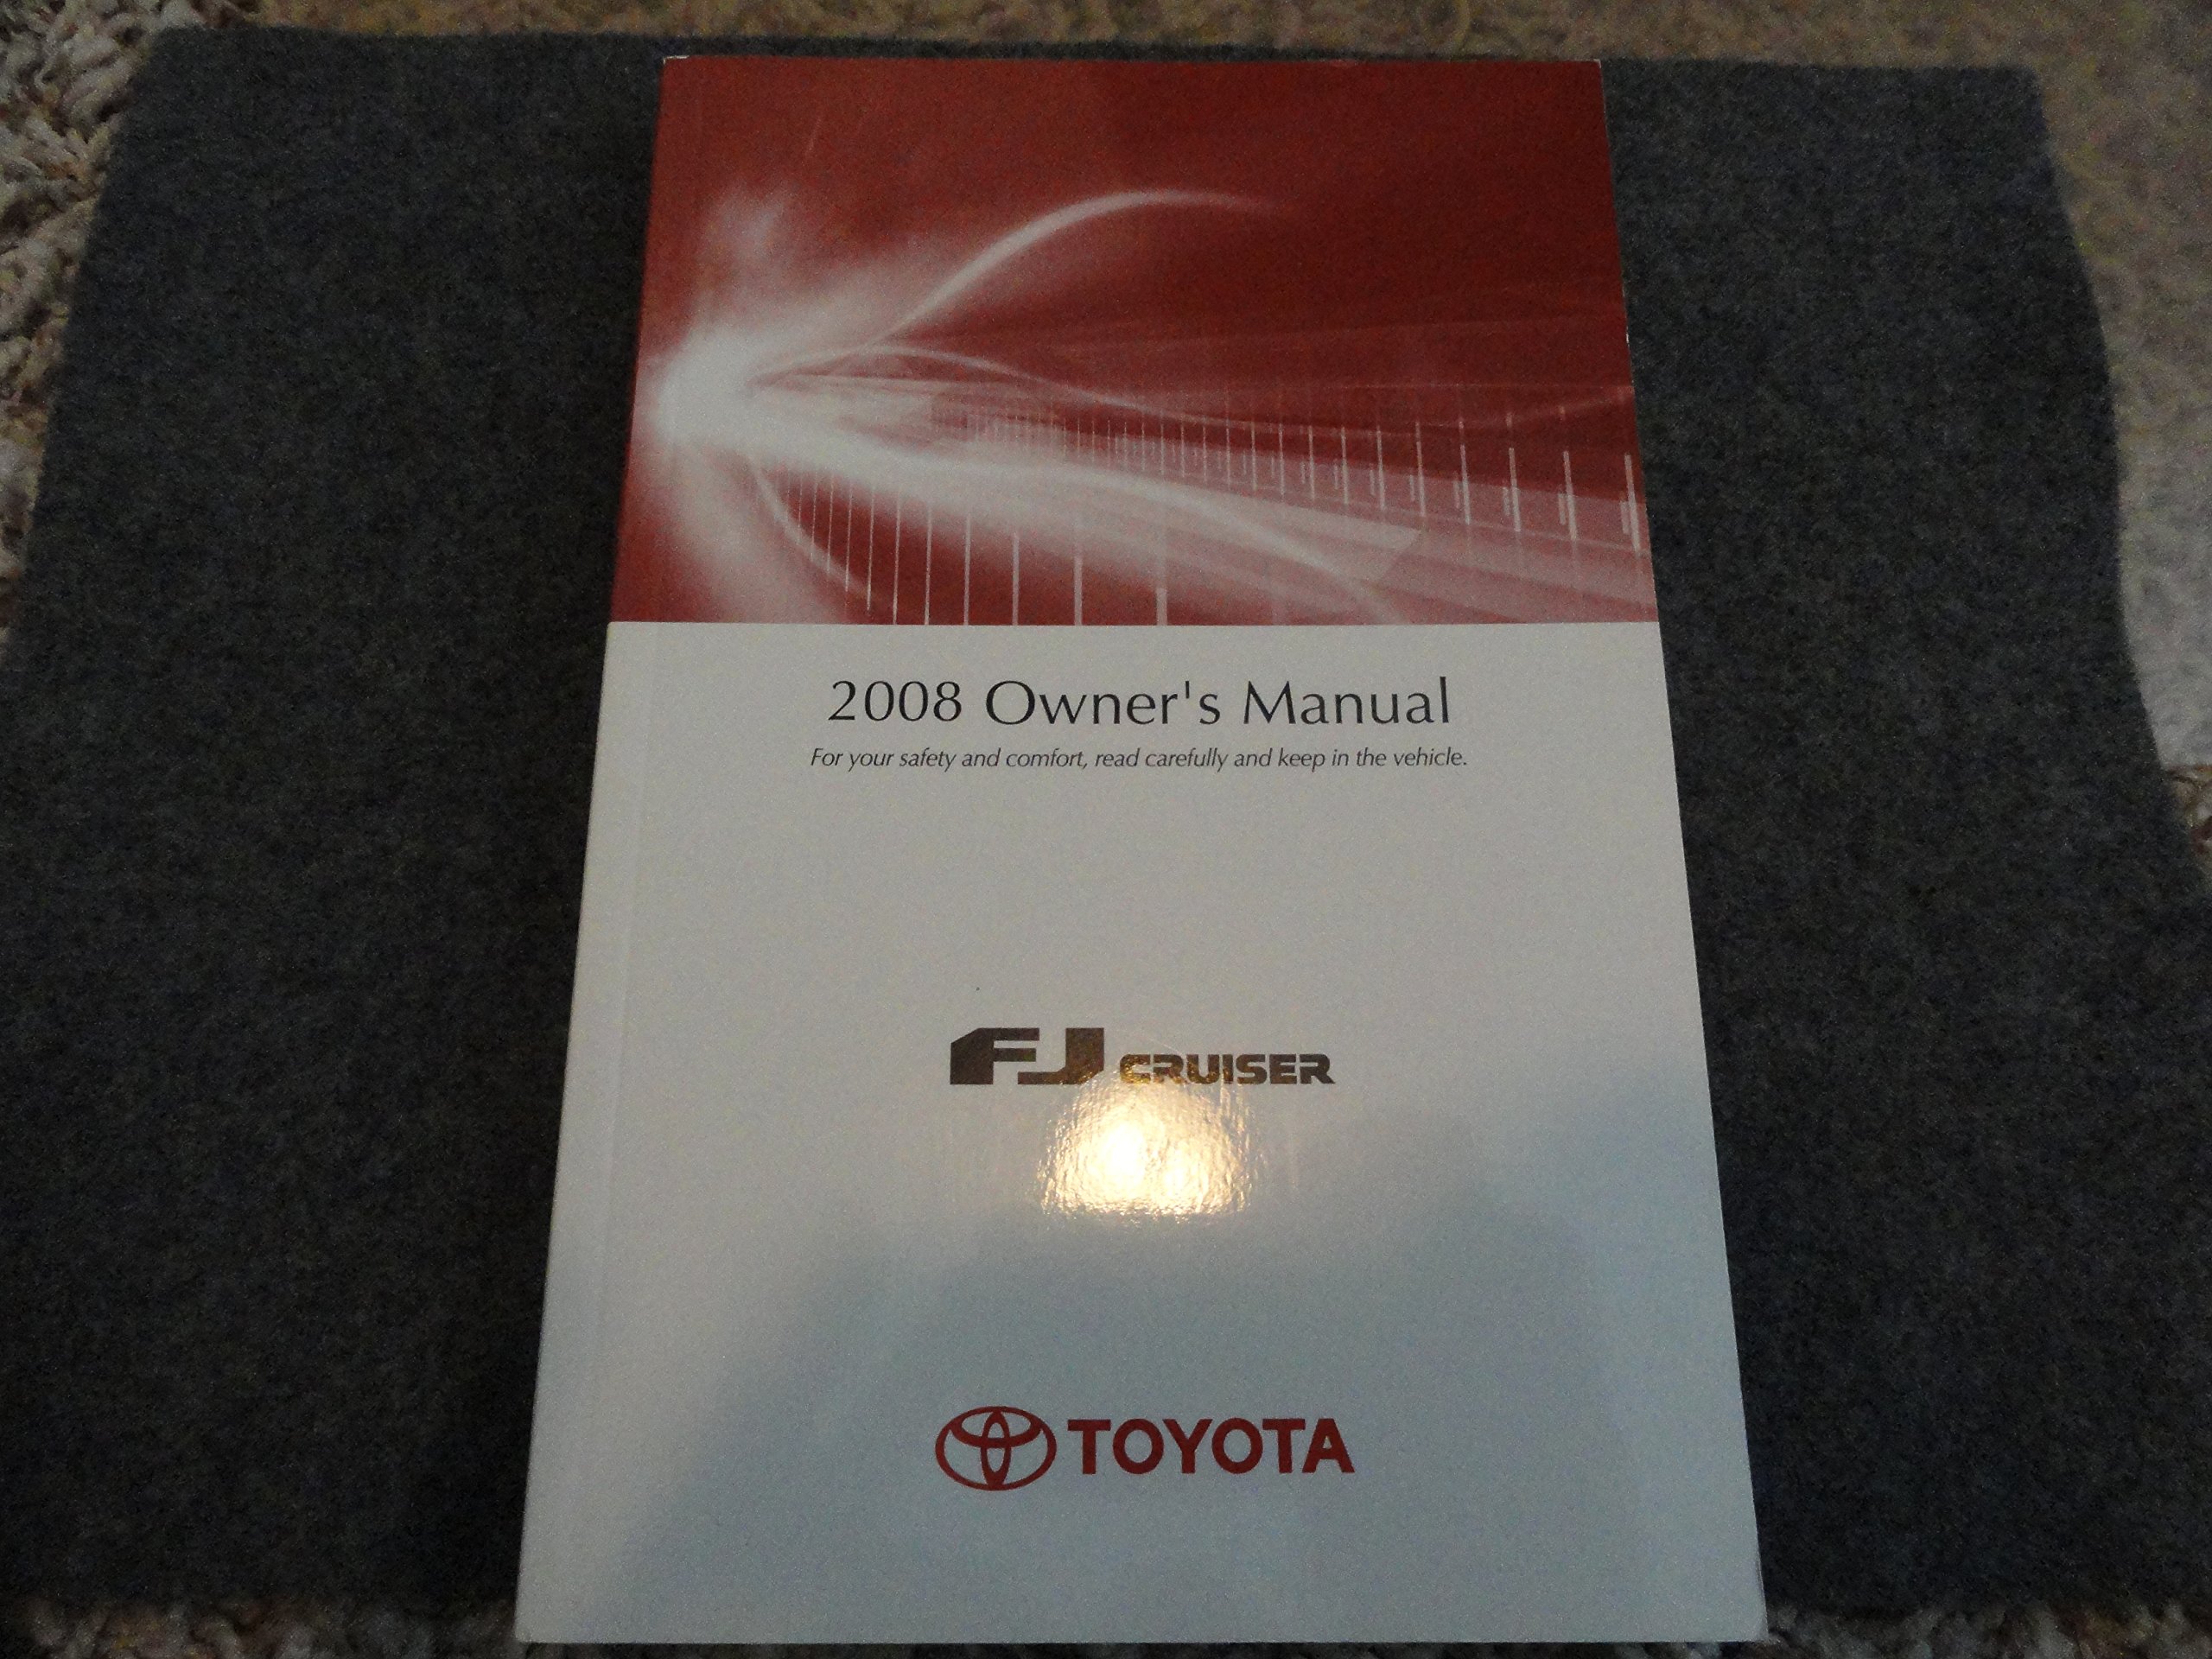 2008 Owner's Manual
For your safety and comfort, read carefully and keep in the vehicle.
FJ CRUISER
TOYOTA